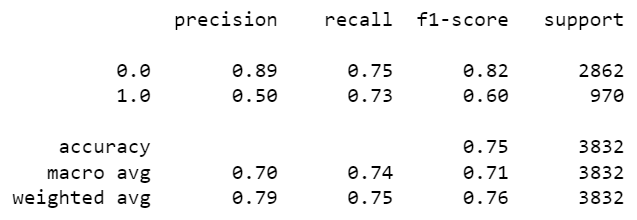 precision recall f1-score support
0.0 0.89 0.75 0.82 2862
1.0 0.50 0.73 0.60 970
accuracy 0.75 3832
macro avg 0.70 0.74 0.71 3832
weighted avg 0.79 0.75 0.76 3832